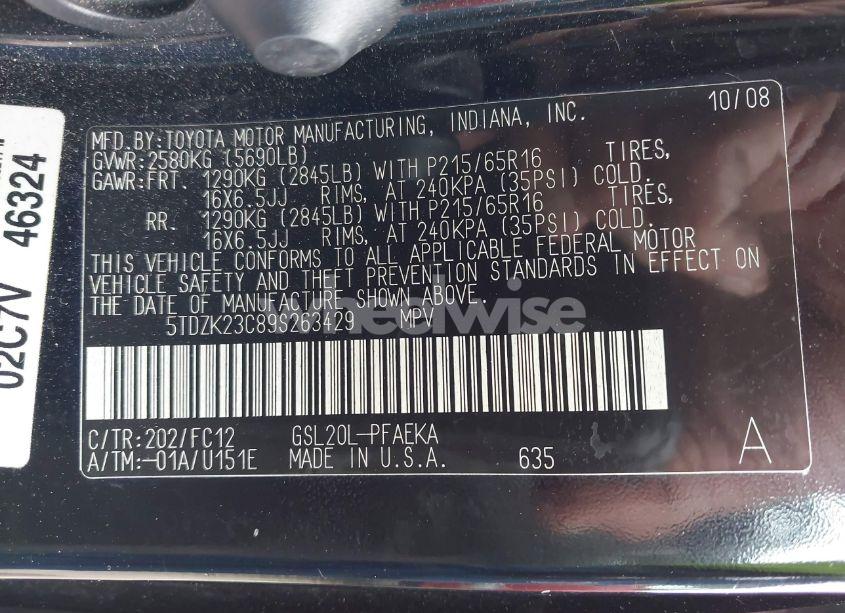 02C7V 46324
10/08
MFD.BY:TOYOTA MOTOR MANUFACTURING, INDIANA, INC.
GVWR:2580KG (5690LB)
GAWR:FRT. 1290KG (2845LB) WITH P215/65R16 TIRES,
16X6.5JJ RIMS, AT 240KPA (35PSI) COLD.
RR. 1290KG (2845LB) WITH P215/65R16 TIRES,
16X6.5JJ RIMS, AT 240KPA (35PSI) COLD.
THIS VEHICLE CONFORMS TO ALL APPLICABLE FEDERAL MOTOR
VEHICLE SAFETY AND THEFT PREVENTION STANDARDS IN EFFECT ON
THE DATE OF MANUFACTURE SHOWN ABOVE.
5TDZK23C89S263429 MPV
wheelwise
C/TR:202/FC12 GSL20L-PFAEKA
A/TM:-01A/U151E MADE IN U.S.A. 635 A